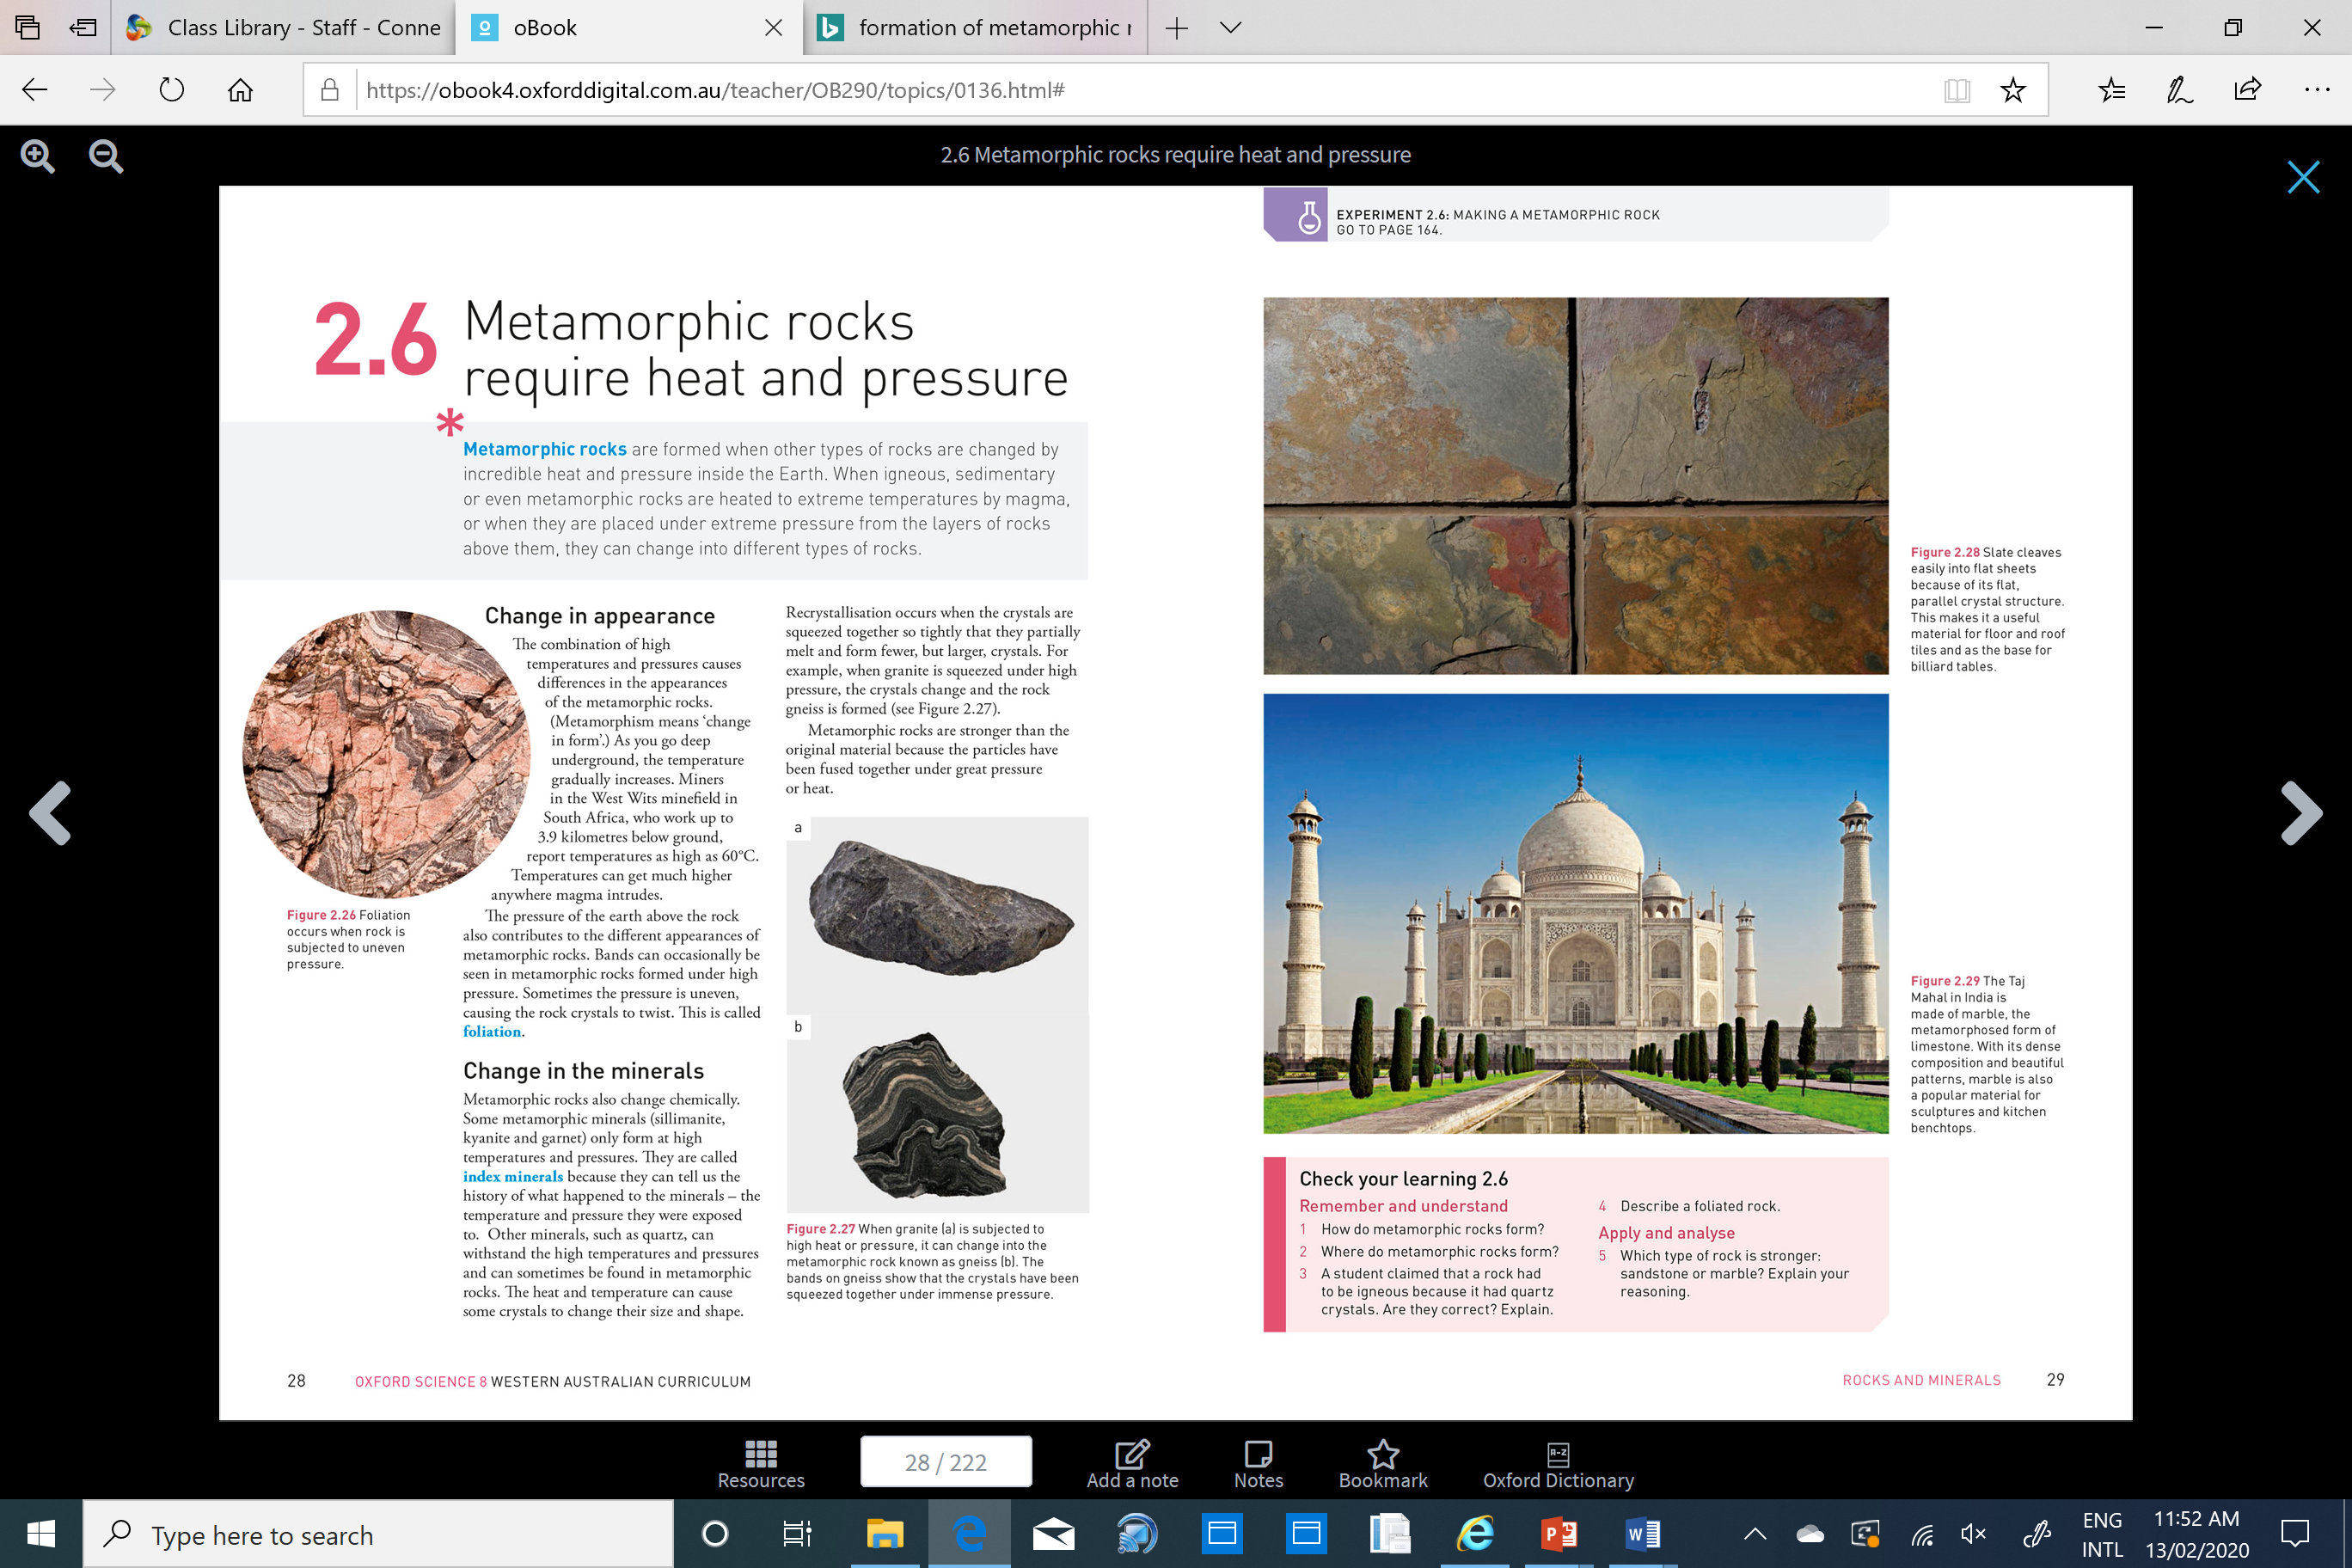 Class Library - Staff - Conne
oBook
formation of metamorphic r
https://obook4.oxforddigital.com.au/teacher/OB290/topics/0136.html#
2.6 Metamorphic rocks require heat and pressure
2.6 Metamorphic rocks
require heat and pressure
*
Metamorphic rocks are formed when other types of rocks are changed by
incredible heat and pressure inside the Earth. When igneous, sedimentary
or even metamorphic rocks are heated to extreme temperatures by magma,
or when they are placed under extreme pressure from the layers of rocks
above them, they can change into different types of rocks.
Change in appearance
The combination of high
temperatures and pressures causes
differences in the appearances
of the metamorphic rocks.
(Metamorphism means ‘change
in form’.) As you go deep
underground, the temperature
gradually increases. Miners
in the West Wits minefield in
South Africa, who work up to
3.9 kilometres below ground,
report temperatures as high as 60°C.
Temperatures can get much higher
anywhere magma intrudes.
The pressure of the earth above the rock
also contributes to the different appearances of
metamorphic rocks. Bands can occasionally be
seen in metamorphic rocks formed under high
pressure. Sometimes the pressure is uneven,
causing the rock crystals to twist. This is called
foliation.
Figure 2.26 Foliation
occurs when rock is
subjected to uneven
pressure.
Change in the minerals
Metamorphic rocks also change chemically.
Some metamorphic minerals (sillimanite,
kyanite and garnet) only form at high
temperatures and pressures. They are called
index minerals because they can tell us the
history of what happened to the minerals – the
temperature and pressure they were exposed
to. Other minerals, such as quartz, can
withstand the high temperatures and pressures
and can sometimes be found in metamorphic
rocks. The heat and temperature can cause
some crystals to change their size and shape.
Recrystallisation occurs when the crystals are
squeezed together so tightly that they partially
melt and form fewer, but larger, crystals. For
example, when granite is squeezed under high
pressure, the crystals change and the rock
gneiss is formed (see Figure 2.27).
Metamorphic rocks are stronger than the
original material because the particles have
been fused together under great pressure
or heat.
a
b
Figure 2.27 When granite (a) is subjected to
high heat or pressure, it can change into the
metamorphic rock known as gneiss (b). The
bands on gneiss show that the crystals have been
squeezed together under immense pressure.
28 OXFORD SCIENCE 8 WESTERN AUSTRALIAN CURRICULUM
EXPERIMENT 2.6: MAKING A METAMORPHIC ROCK
GO TO PAGE 164.
Figure 2.28 Slate cleaves
easily into flat sheets
because of its flat,
parallel crystal structure.
This makes it a useful
material for floor and roof
tiles and as the base for
billiard tables.
Figure 2.29 The Taj
Mahal in India is
made of marble, the
metamorphosed form of
limestone. With its dense
composition and beautiful
patterns, marble is also
a popular material for
sculptures and kitchen
benchtops.
Check your learning 2.6
Remember and understand
1 How do metamorphic rocks form?
2 Where do metamorphic rocks form?
3 A student claimed that a rock had
to be igneous because it had quartz
crystals. Are they correct? Explain.
4 Describe a foliated rock.
Apply and analyse
5 Which type of rock is stronger:
sandstone or marble? Explain your
reasoning.
ROCKS AND MINERALS 29
Resources
28 / 222
Add a note
Notes
Bookmark
A-Z
Oxford Dictionary
Type here to search
ENG
INTL
11:52 AM
13/02/2020